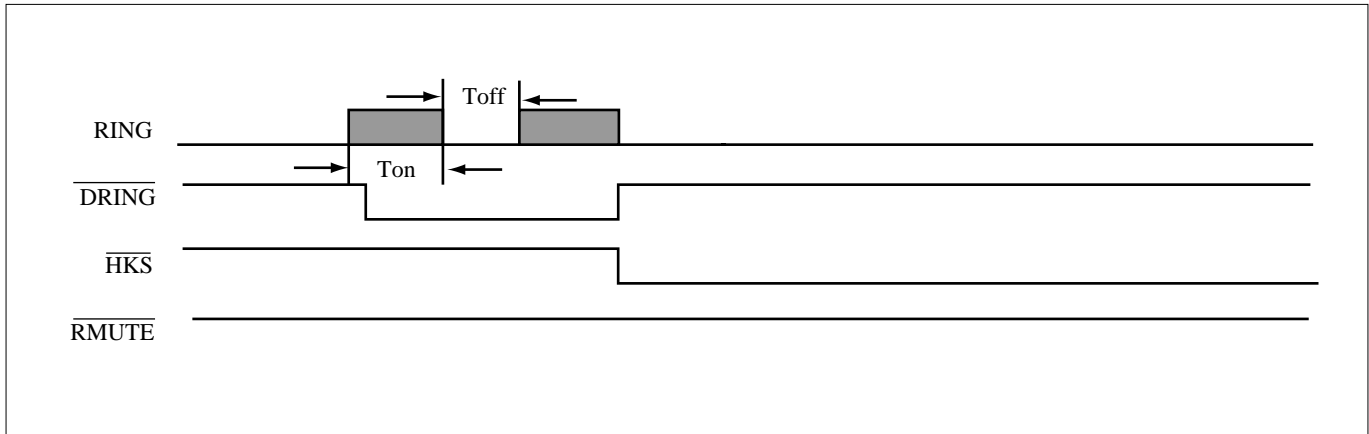 Toff
RING
Ton
DRING
HKS
RMUTE